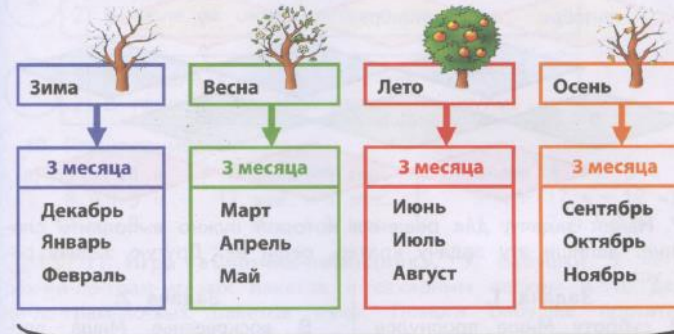 Зима
Весна
Лето
Осень
3 месяца
3 месяца
3 месяца
3 месяца
Декабрь
Январь
Февраль
Март
Апрель
Май
Июнь
Июль
Август
Сентябрь
Октябрь
Ноябрь